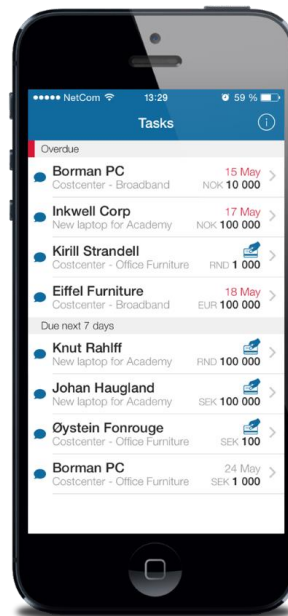 NetCom 13:29 59 %
Tasks
Overdue
Borman PC 15 May
Costcenter - Broadband NOK 10 000
Inkwell Corp 17 May
New laptop for Academy NOK 100 000
Kirill Strandell
Costcenter - Office Furniture RND 1 000
Eiffel Furniture 18 May
Costcenter - Broadband EUR 100 000
Due next 7 days
Knut Rahlff
New laptop for Academy RND 100 000
Johan Haugland
New laptop for Academy SEK 100 000
Øystein Fonrouge
Costcenter - Office Furniture SEK 100
Borman PC 24 May
Costcenter - Office Furniture SEK 1 000